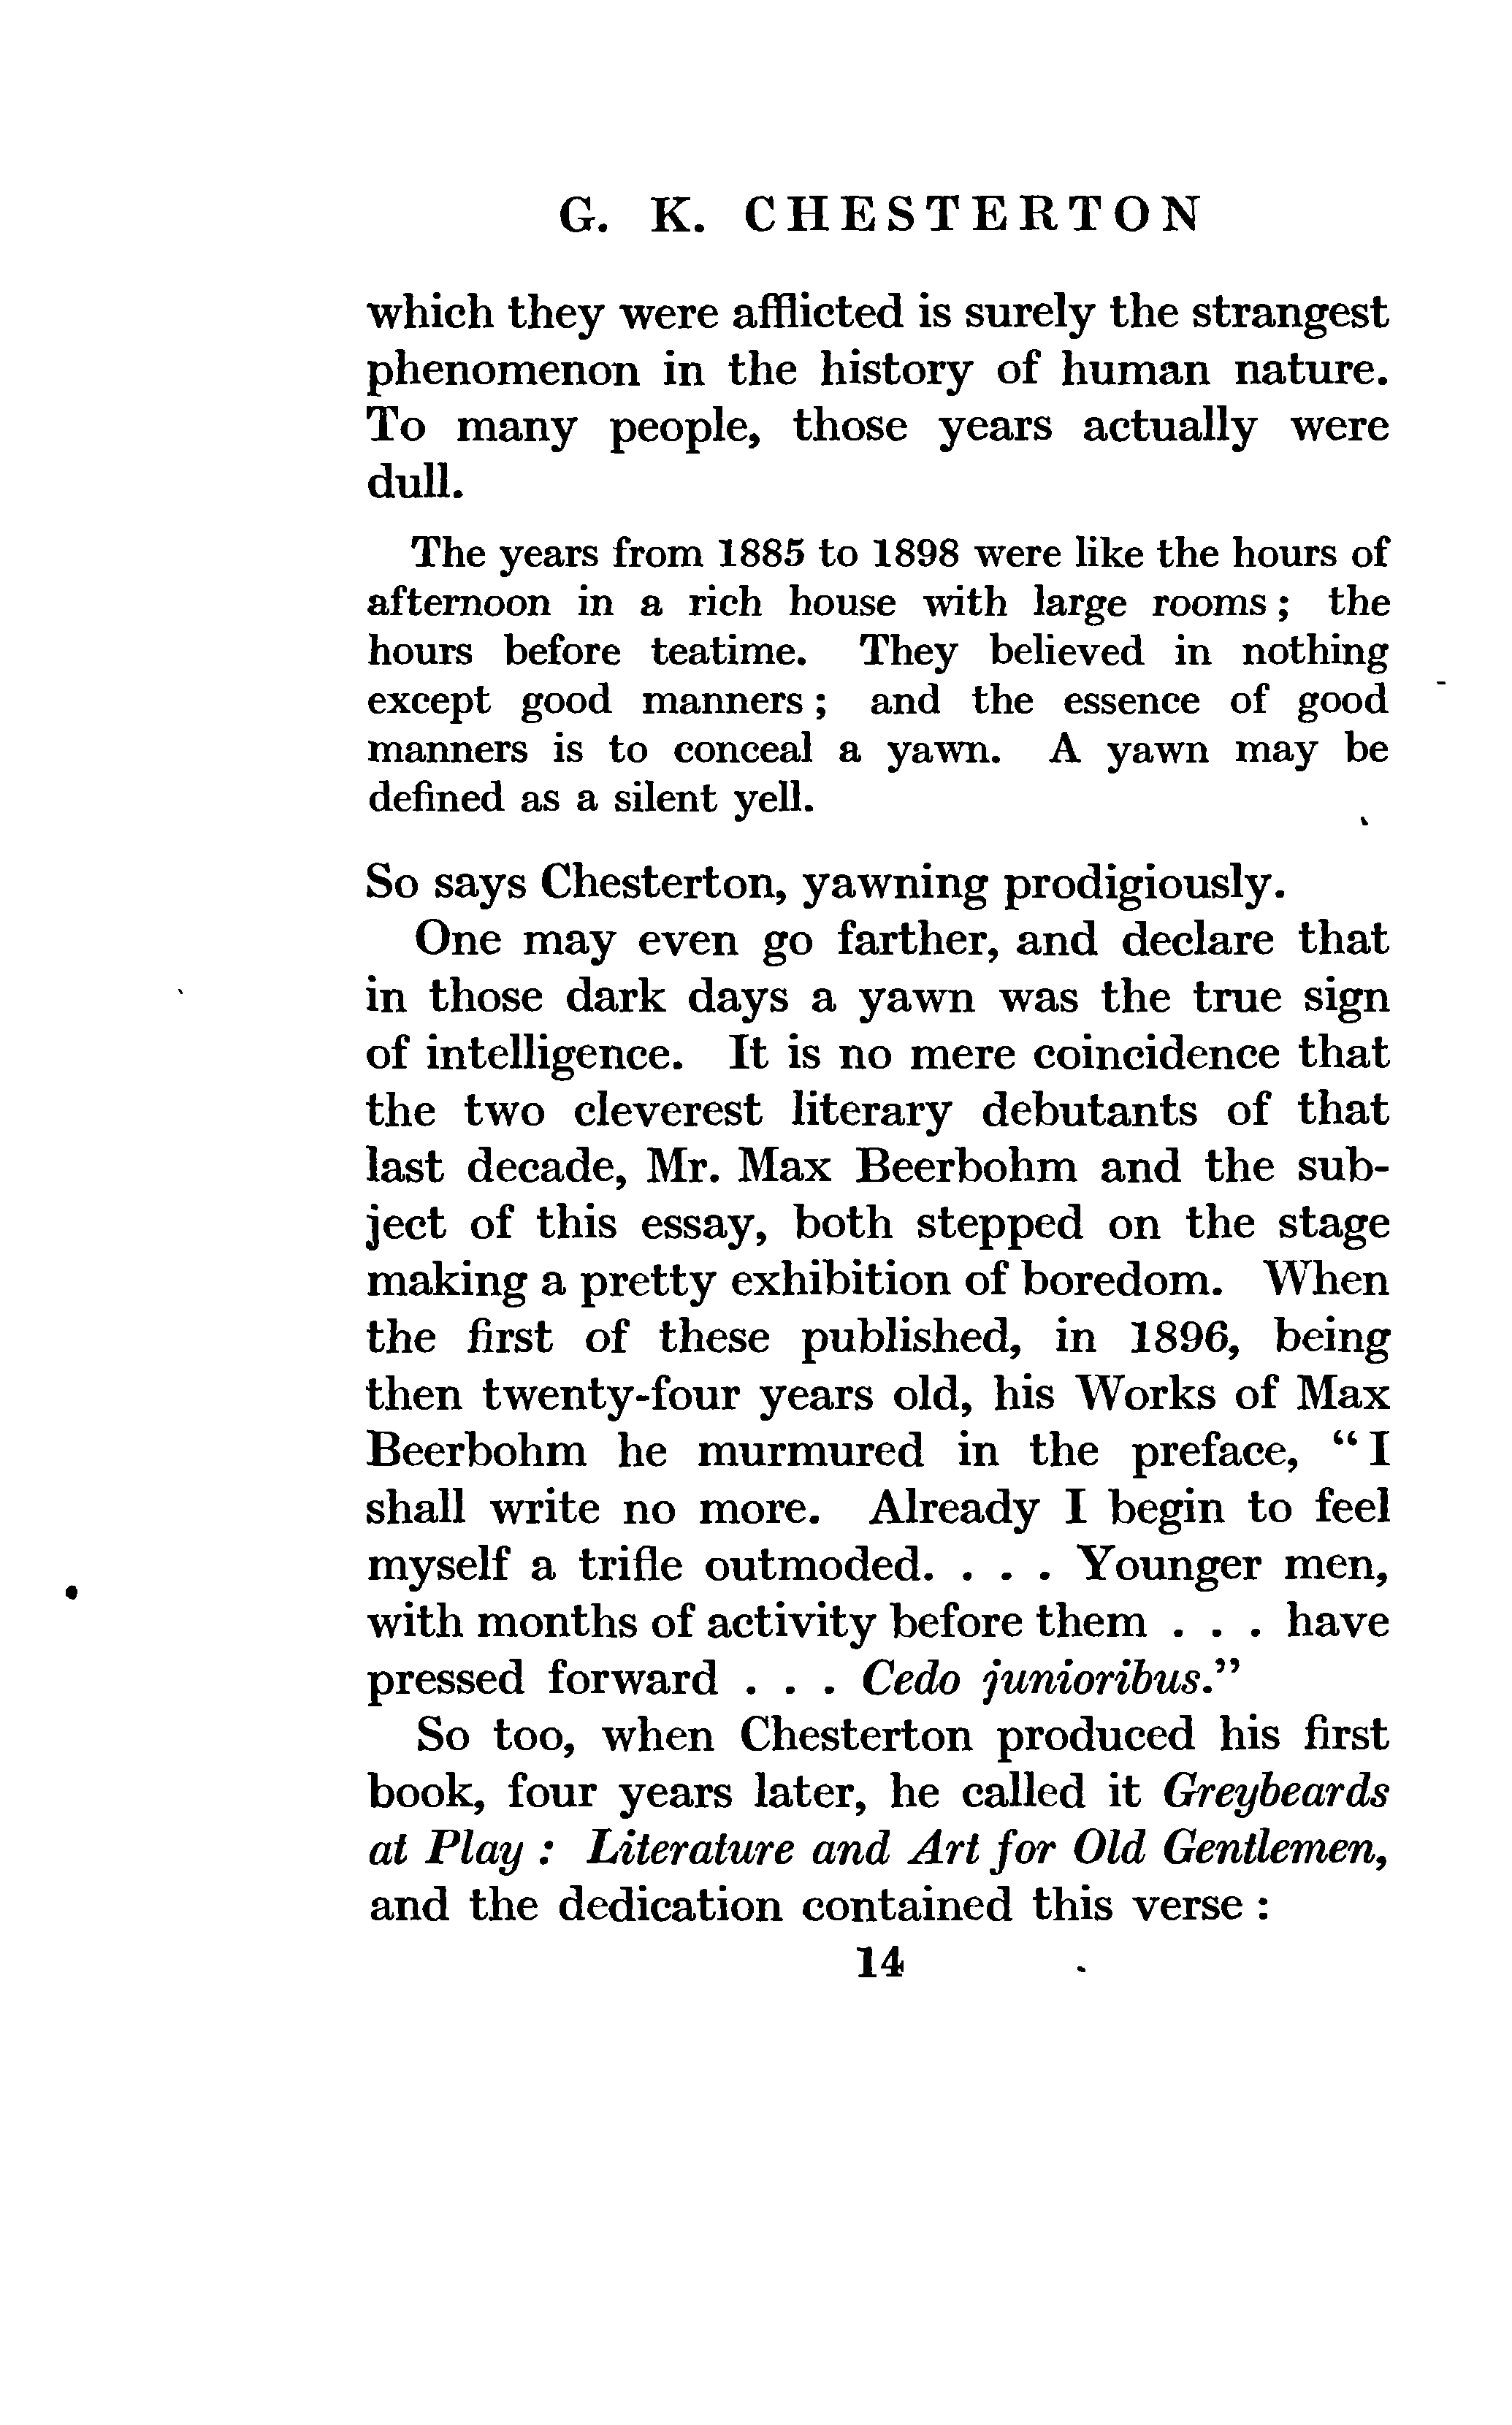 G. K. CHESTERTON
which they were afflicted is surely the strangest
phenomenon in the history of human nature.
To many people, those years actually were
dull.
The years from 1885 to 1898 were like the hours of
afternoon in a rich house with large rooms ; the
hours before teatime. They believed in nothing
except good manners ; and the essence of good
manners is to conceal a yawn. A yawn may be
defined as a silent yell.
So says Chesterton, yawning prodigiously.
One may even go farther, and declare that
in those dark days a yawn was the true sign
of intelligence. It is no mere coincidence that
the two cleverest literary debutants of that
last decade, Mr. Max Beerbohm and the sub-
ject of this essay, both stepped on the stage
making a pretty exhibition of boredom. When
the first of these published, in 1896, being
then twenty-four years old, his Works of Max
Beerbohm he murmured in the preface, “ I
shall write no more. Already I begin to feel
myself a trifle outmoded. . . . Younger men,
with months of activity before them . . . have
pressed forward . . . Cedo junioribus.”
So too, when Chesterton produced his first
book, four years later, he called it Greybeards
at Play : Literature and Art for Old Gentlemen,
and the dedication contained this verse :
14